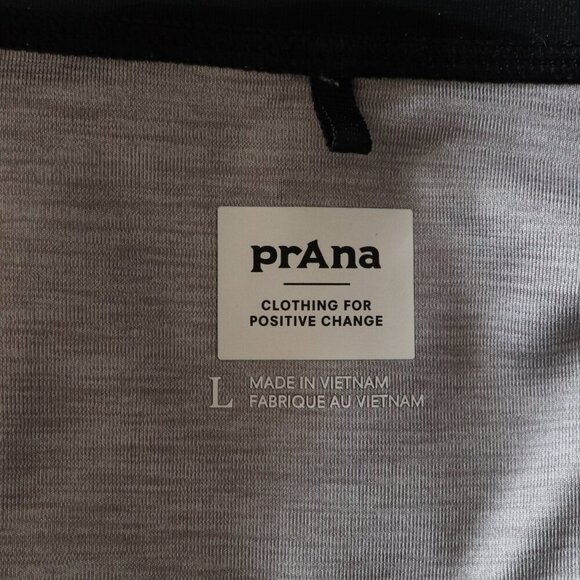 prAna
CLOTHING FOR
POSITIVE CHANGE
L MADE IN VIETNAM
FABRIQUE AU VIETNAM